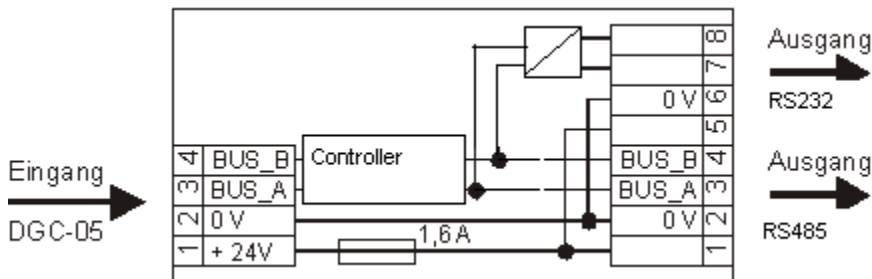 Eingang
DGC-05
4 BUS_B
3 BUS_A
2 0 V
1 + 24V
Controller
1,6 A
8
7
0 V 6
5
BUS_B 4
BUS_A 3
0 V 2
1
Ausgang
RS232
Ausgang
RS485